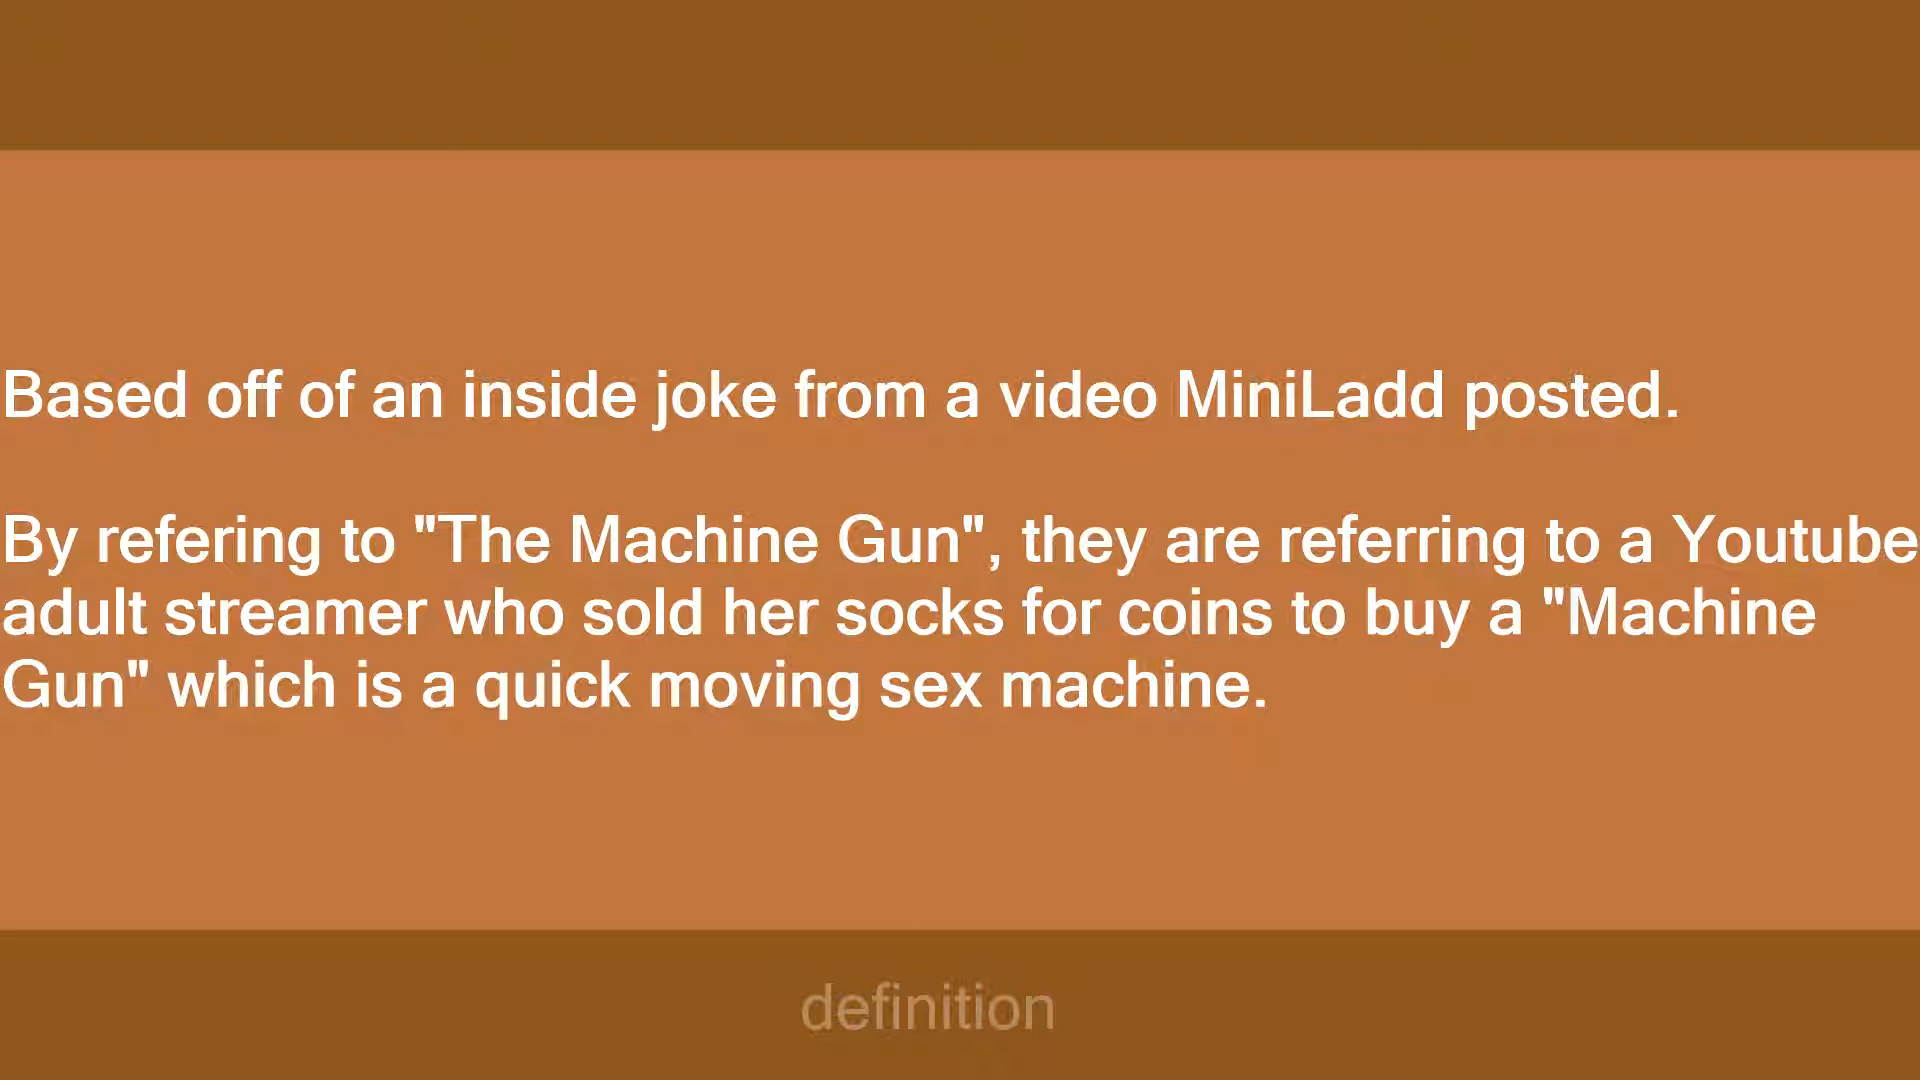 Based off of an inside joke from a video MiniLadd posted.
By refering to "The Machine Gun", they are referring to a Youtube
adult streamer who sold her socks for coins to buy a "Machine
Gun" which is a quick moving sex machine.
definition